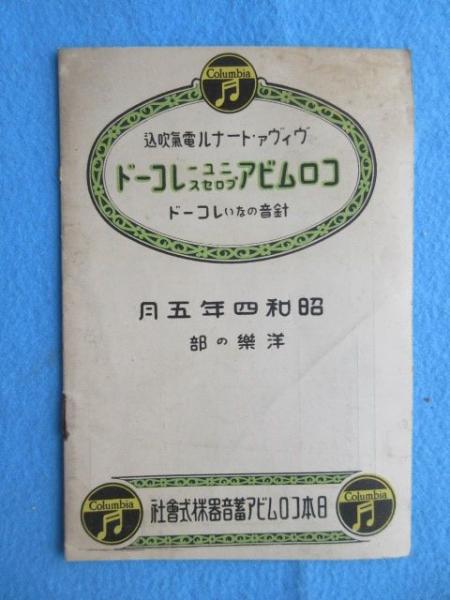 Columbia
ヴィヴァ・トーナル電氣吹込
コロムビアニュープロセスレコード
針音のないレコード
昭和四年五月
洋樂の部
Columbia
日本コロムビア蓄音器株式會社
Columbia